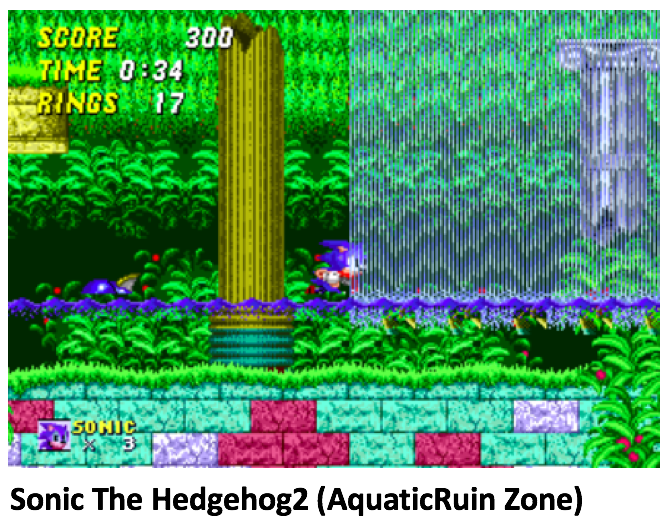 SCORE 300
TIME 0:34
RINGS 17
SONIC
× 3
Sonic The Hedgehog2 (AquaticRuin Zone)